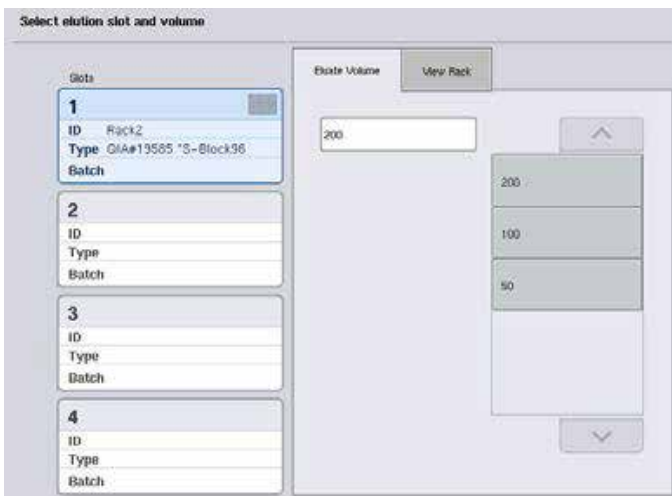 Select elution slot and volume
Slots
1
ID Rack2
Type QIA#19585 *S-Block96
Batch
2
ID
Type
Batch
3
ID
Type
Batch
4
ID
Type
Batch
Eluate Volume
View Rack
200
200
100
50